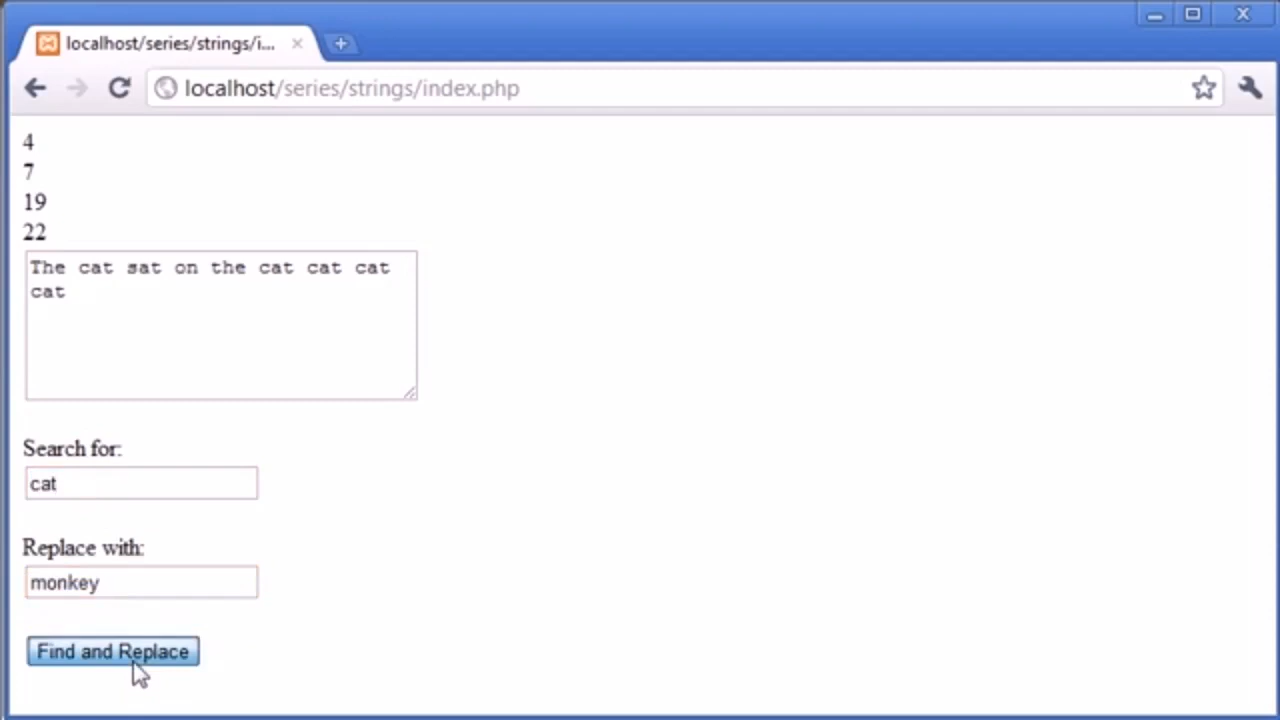 localhost/series/strings/i...
localhost/series/strings/index.php
4
7
19
22
The cat sat on the cat cat cat
cat
Search for:
cat
Replace with:
monkey
Find and Replace